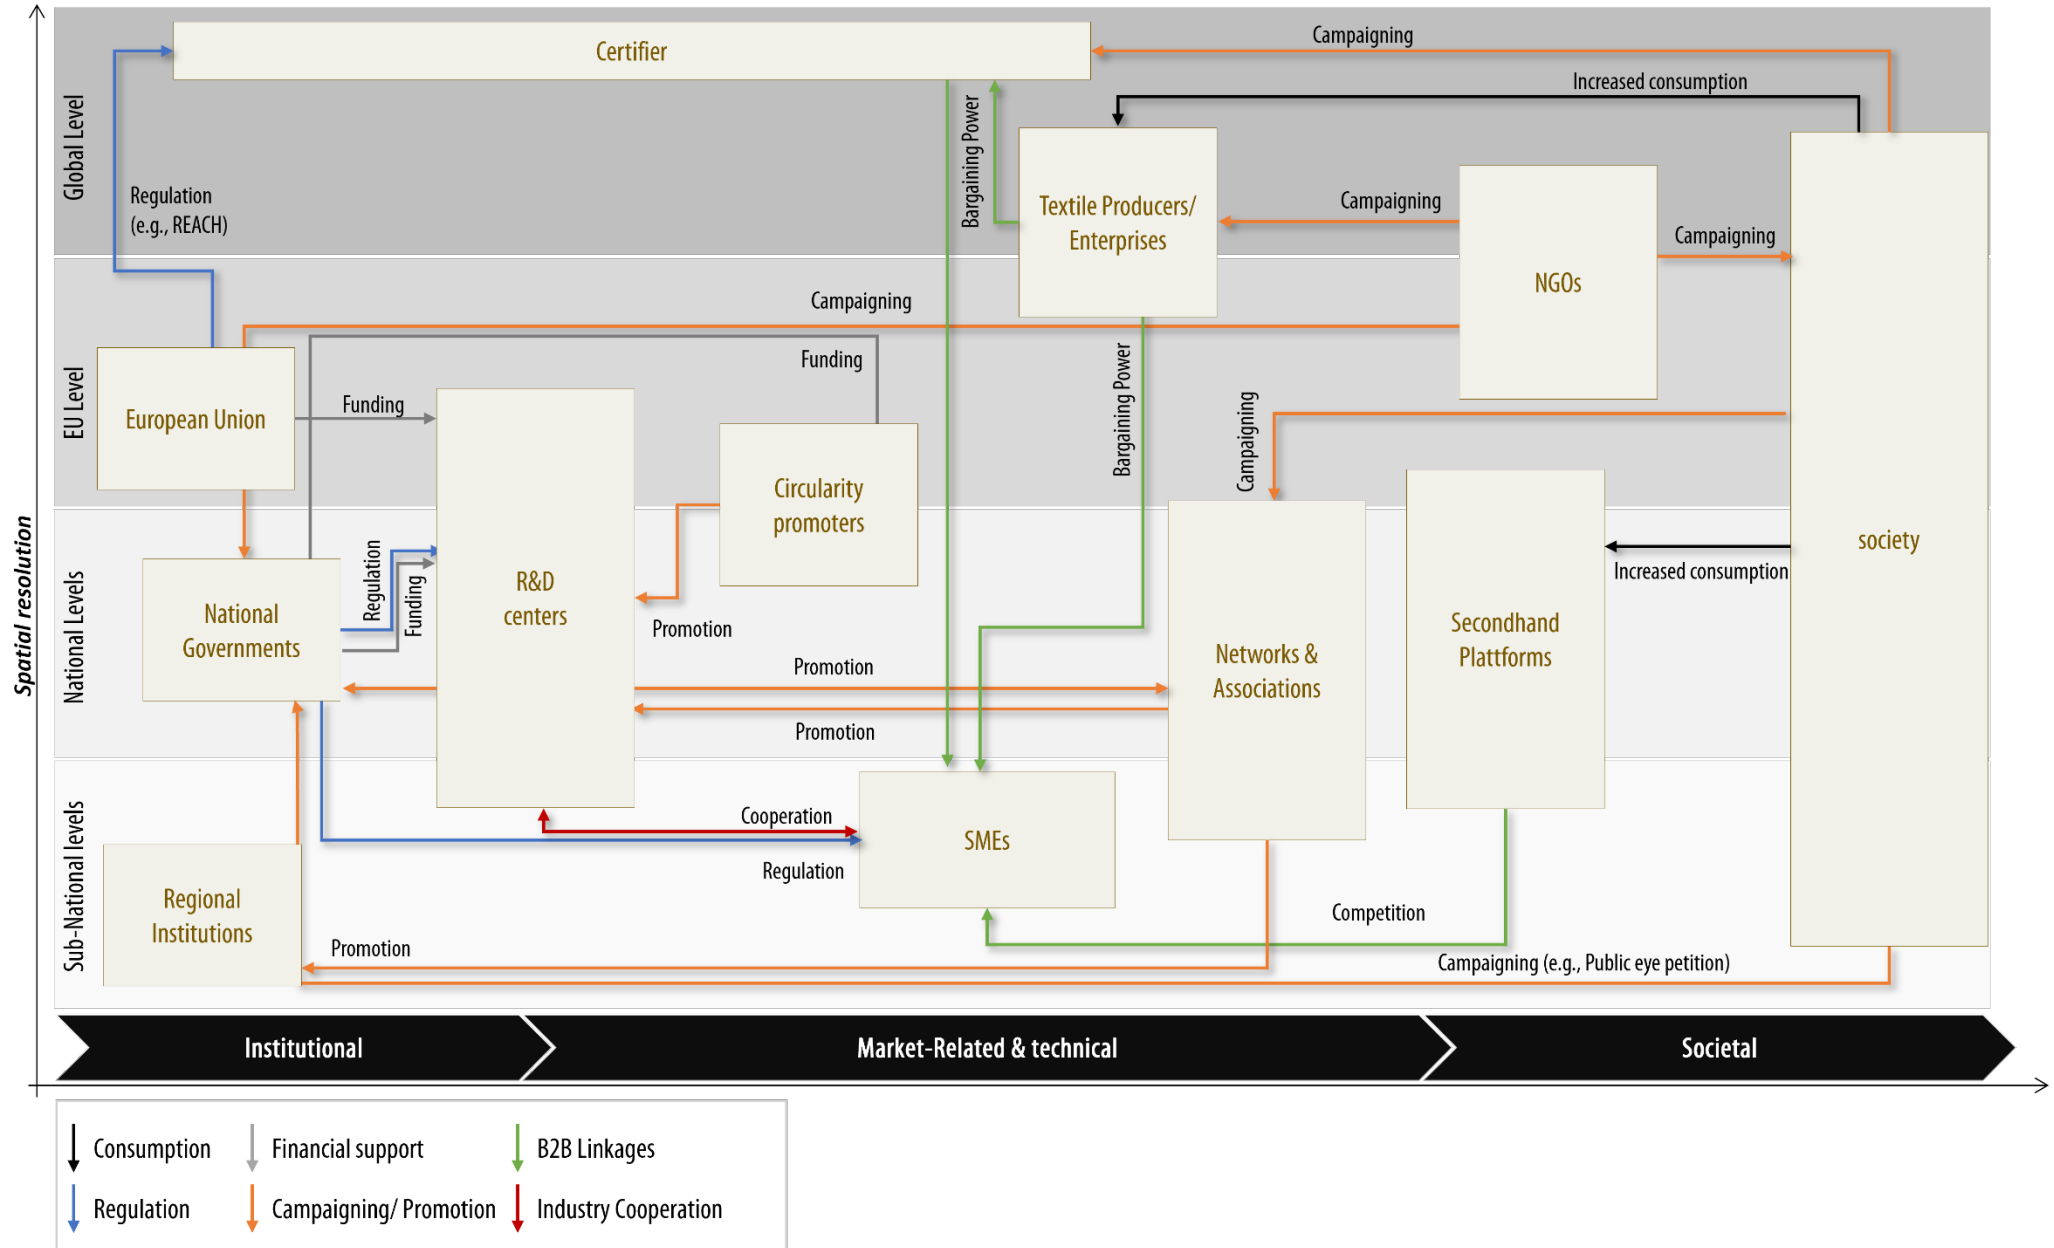 Certifier
Campaigning
Increased consumption
Global Level
Bargaining Power
Textile Producers/
Enterprises
Regulation
(e.g., REACH)
Campaigning
Campaigning
NGOs
Campaigning
Funding
EU Level
European Union
Funding
Bargaining Power
Campaigning
Circularity
promoters
Spatial resolution
National Levels
National
Governments
Regulation
Funding
R&D
centers
Promotion
Promotion
Promotion
Networks &
Associations
Secondhand
Plattforms
Increased consumption
society
Sub-National levels
Regional
Institutions
Cooperation
Regulation
SMEs
Competition
Promotion
Campaigning (e.g., Public eye petition)
Institutional
Market-Related & technical
Societal
Consumption
Financial support
B2B Linkages
Regulation
Campaigning/ Promotion
Industry Cooperation